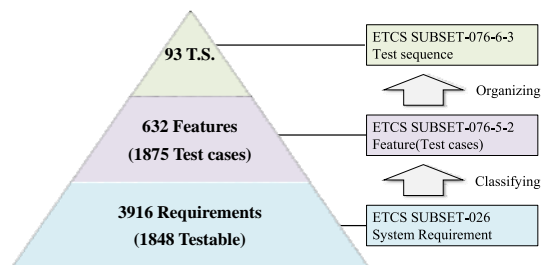 93 T.S.
ETCS SUBSET-076-6-3
Test sequence
Organizing
632 Features
(1875 Test cases)
ETCS SUBSET-076-5-2
Feature(Test cases)
Classifying
3916 Requirements
(1848 Testable)
ETCS SUBSET-026
System Requirement